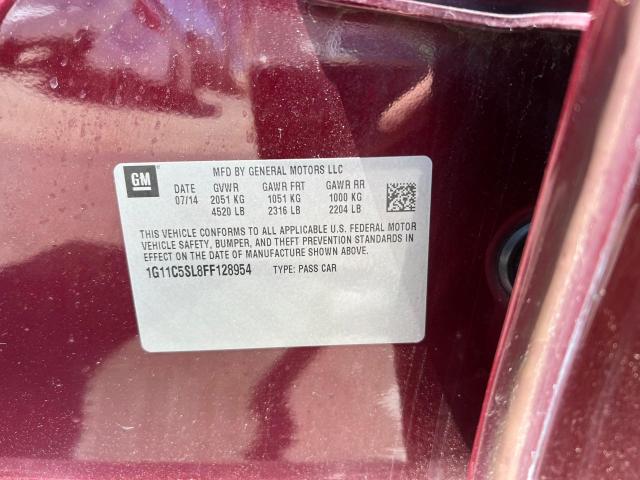 GM
MFD BY GENERAL MOTORS LLC
DATE GVWR GAWR FRT GAWR RR
07/14 2051 KG 1051 KG 1000 KG
4520 LB 2316 LB 2204 LB
THIS VEHICLE CONFORMS TO ALL APPLICABLE U.S. FEDERAL MOTOR
VEHICLE SAFETY, BUMPER, AND THEFT PREVENTION STANDARDS IN
EFFECT ON THE DATE OF MANUFACTURE SHOWN ABOVE.
1G11C5SL8FF128954 TYPE: PASS CAR